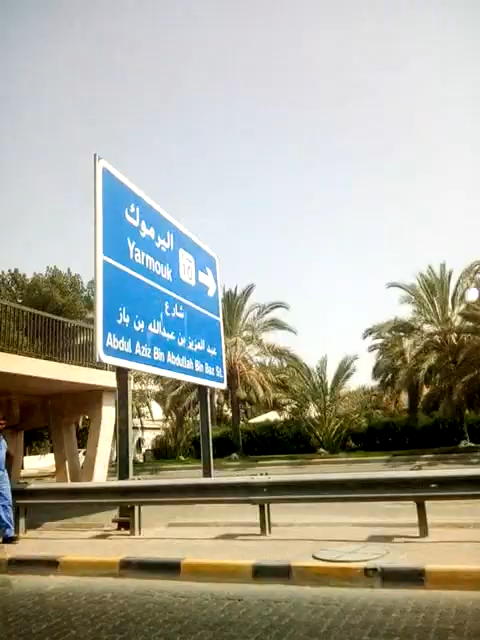 اليرموك
Yarmouk
شارع
عبد العزيز بن عبدالله بن باز
Abdul Aziz Bin Abdullah Bin Baz St.